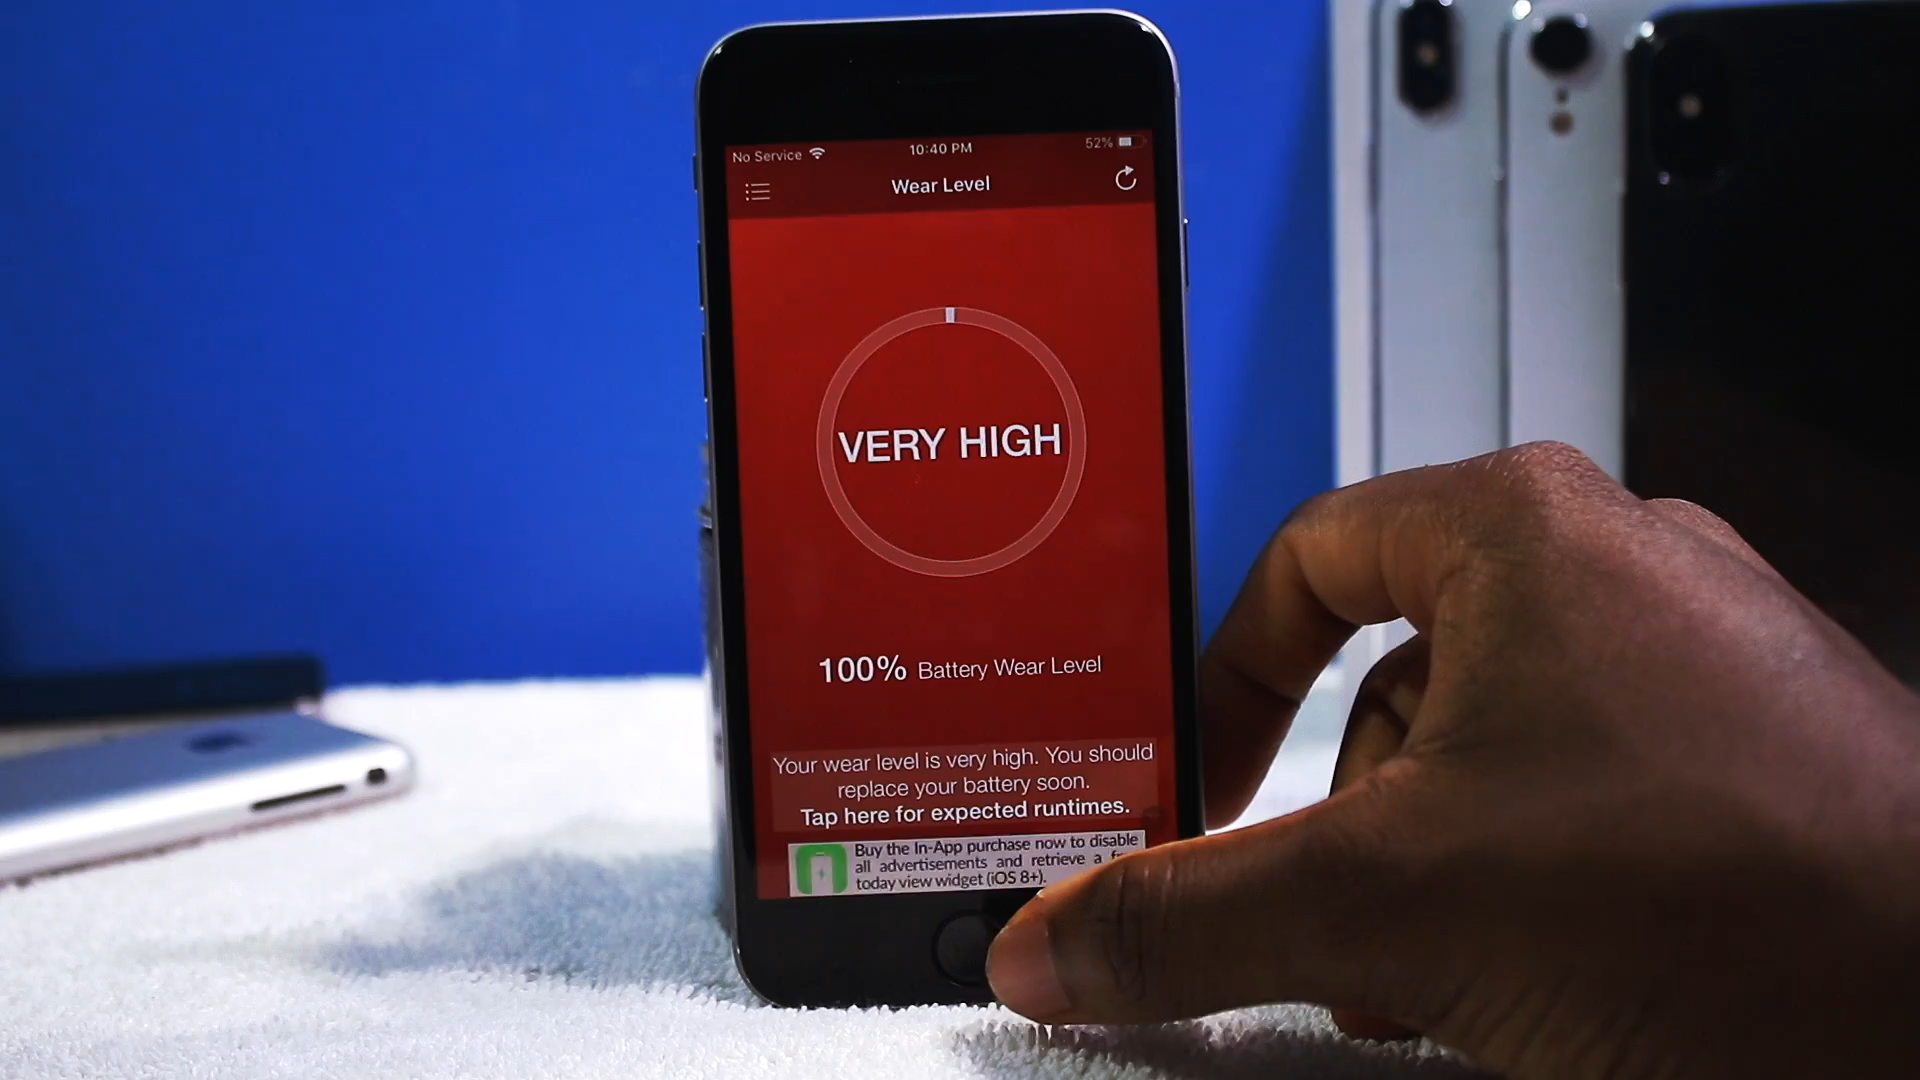 No Service 10:40 PM 52%
Wear Level
VERY HIGH
100% Battery Wear Level
Your wear level is very high. You should
replace your battery soon.
Tap here for expected runtimes.
Buy the In-App purchase now to disable
all advertisements and retrieve a
today view widget (iOS 8+).